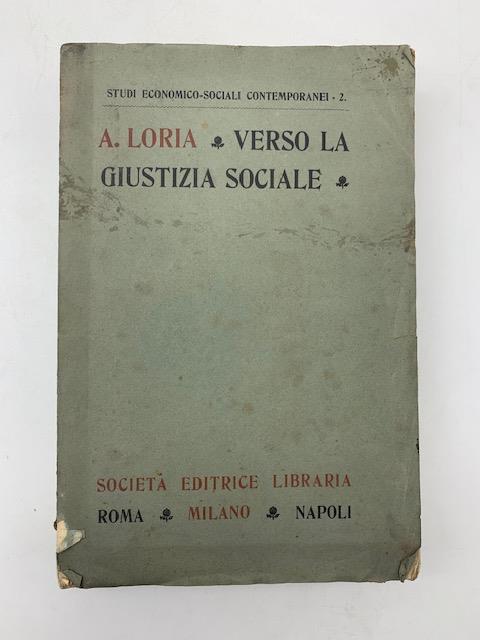 STUDI ECONOMICO-SOCIALI CONTEMPORANEI - 2.
A. LORIA VERSO LA
GIUSTIZIA SOCIALE
SOCIETÀ EDITRICE LIBRARIA
ROMA MILANO NAPOLI